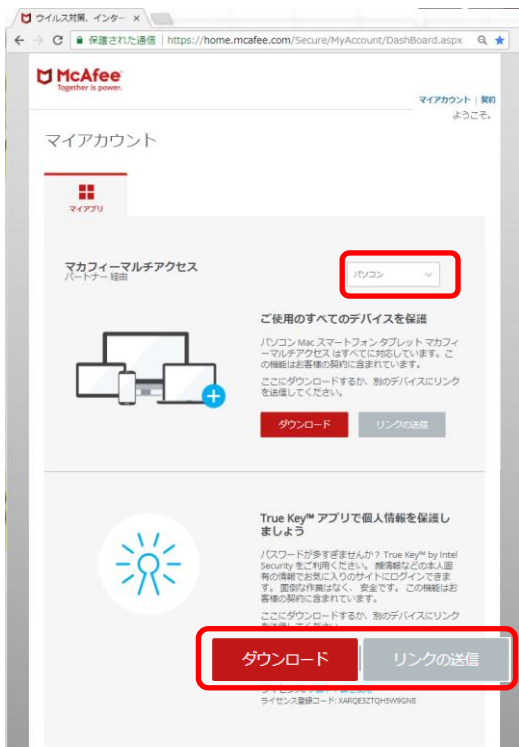 ウイルス対策, インター ×
保護された通信 | https://home.mcafee.com/Secure/MyAccount/DashBoard.aspx
McAfee
Together is power.
マイアカウント | 契約
ようこそ。
マイアカウント
マイアプリ
マカフィーマルチアクセス
パートナー 経由
パソコン
ご使用のすべてのデバイスを保護
パソコン Mac スマートフォン タブレット マカフィ
ーマルチアクセス はすべてに対応しています。こ
の機能はお客様の契約に含まれています。
ここにダウンロードするか、別のデバイスにリンク
を送信してください。
ダウンロード
リンクの送信
True Key™ アプリで個人情報を保護し
ましょう
パスワードが多すぎませんか? True Key™ by Intel
Security をご利用ください。 顔情報などの本人固
有の情報でお気に入りのサイトにログインできま
す。 面倒な作業はなく、 安全です。 この機能はお
客様の契約に含まれています。
ここにダウンロードするか、別のデバイスにリンク
ダウンロード
リンクの送信
ライセンス登録コード: XARQE3ZTQH5W9GN8